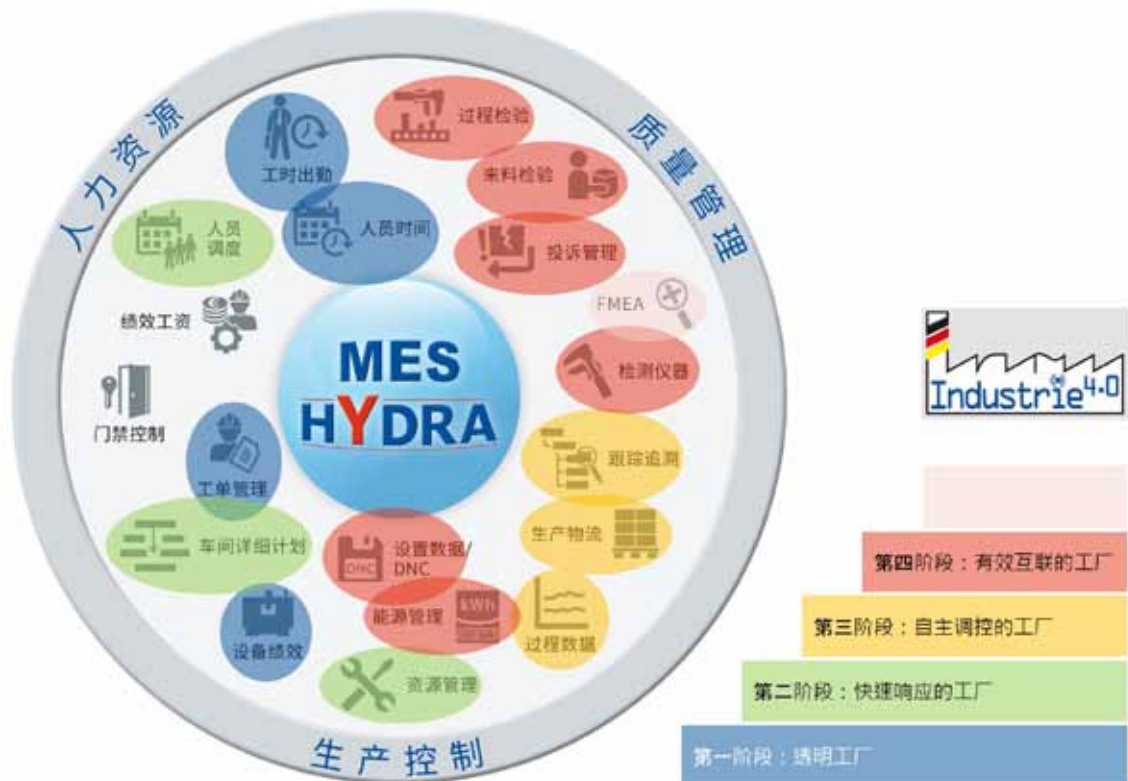 人力资源
质量管理
生产控制
工时出勤
过程检验
来料检验
人员时间
人员
调度
投诉管理
FMEA
绩效工资
检测仪器
门禁控制
MES
HYDRA
跟踪追溯
工单管理
生产物流
车间详细计划
设置数据/
DNC
DNC
能源管理
kWh
过程数据
设备绩效
资源管理
Industrie 4.0
第四阶段：有效互联的工厂
第三阶段：自主调控的工厂
第二阶段：快速响应的工厂
第一阶段：透明工厂